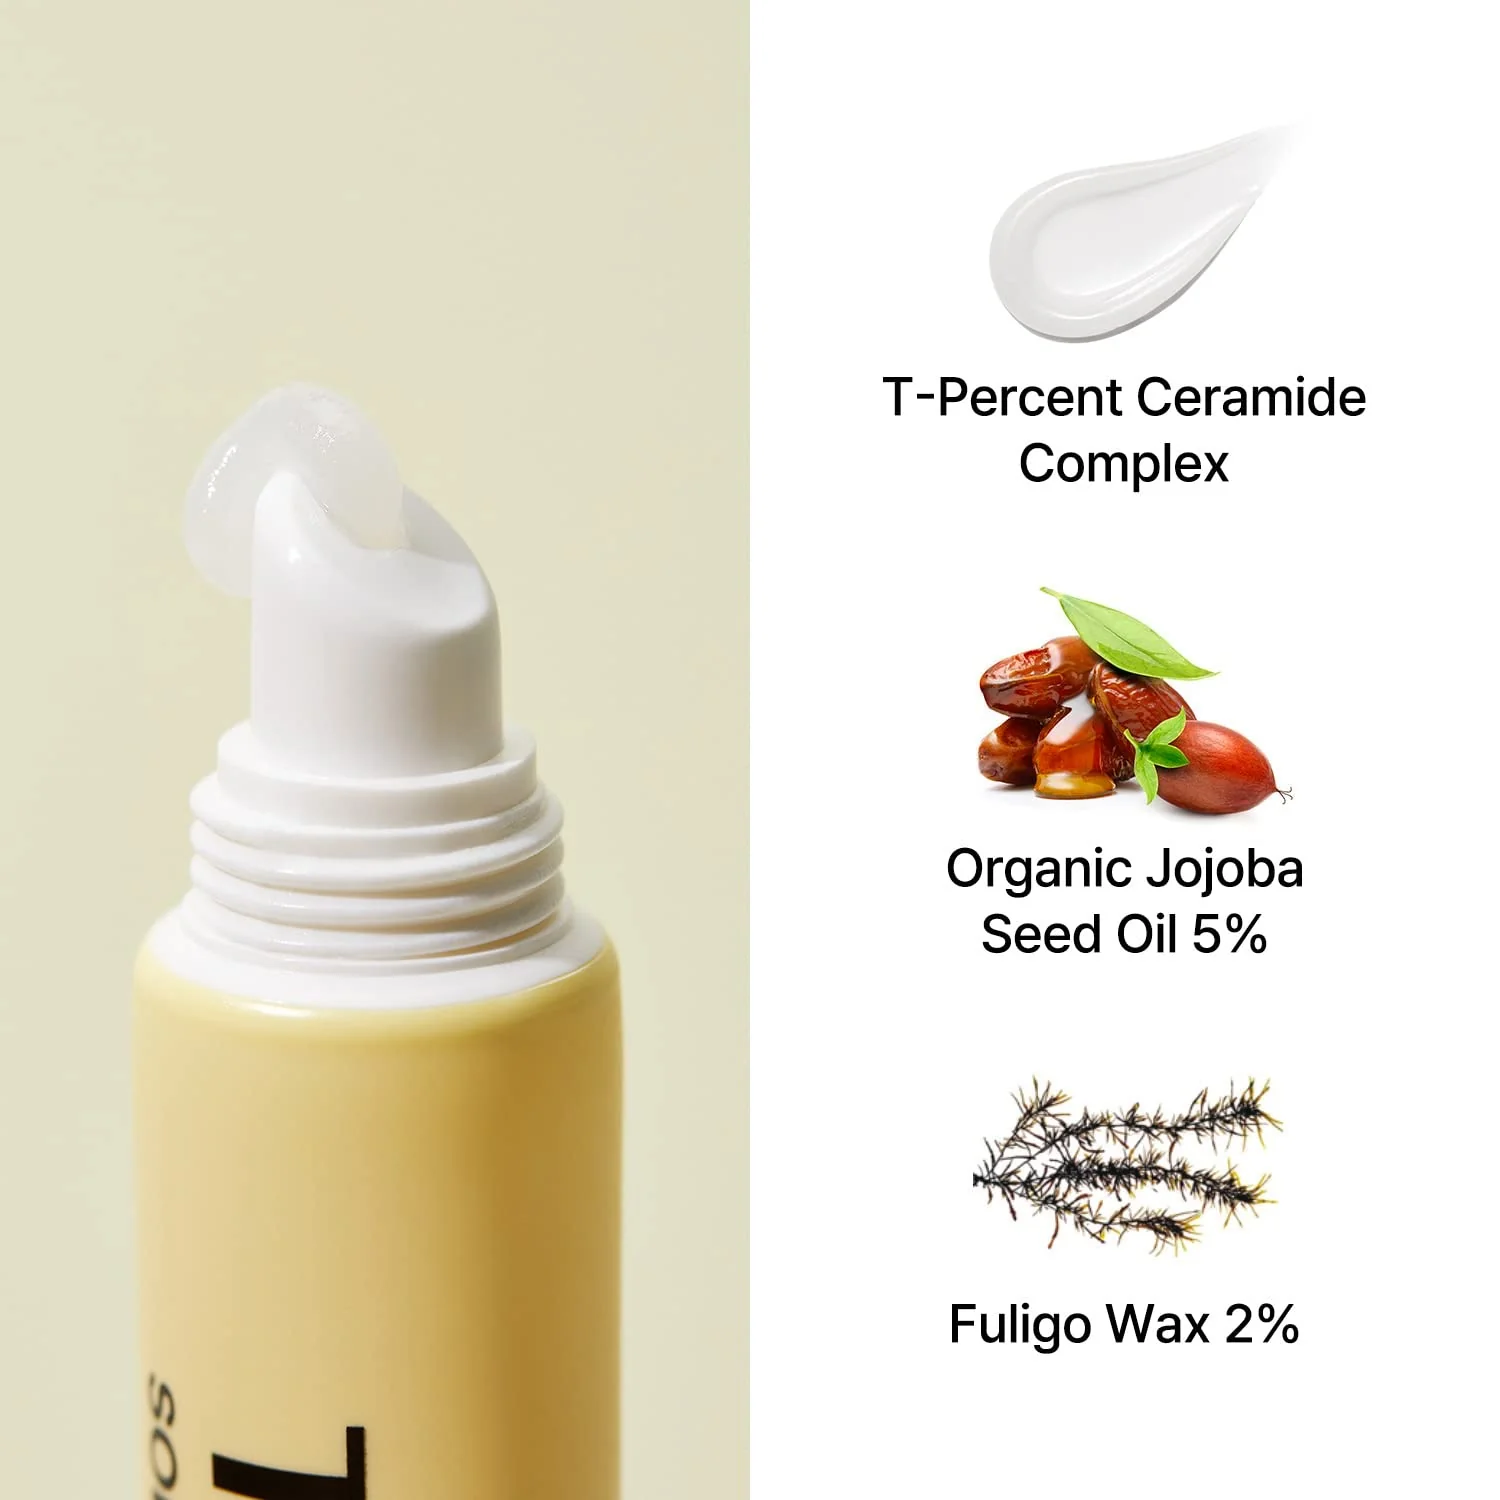 T-Percent Ceramide
Complex
Organic Jojoba
Seed Oil 5%
Fuligo Wax 2%